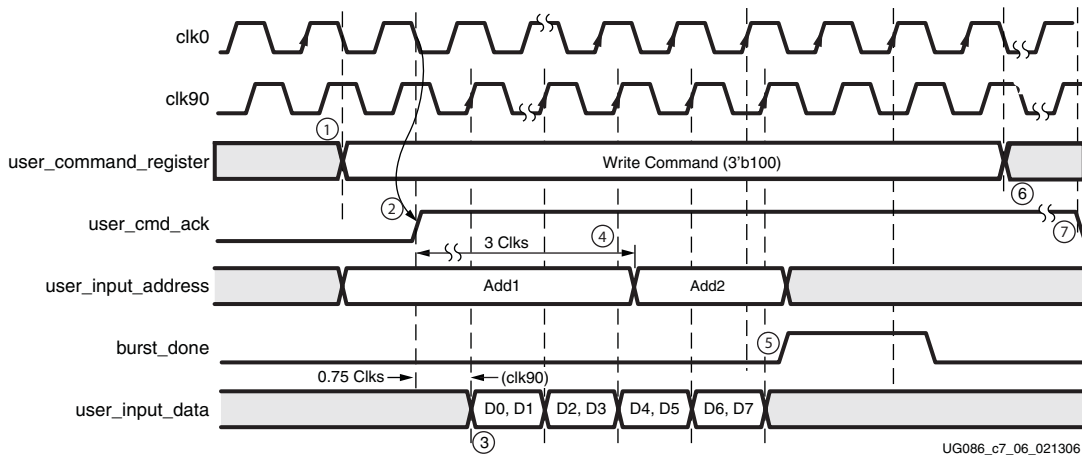 clk0
clk90
1
user_command_register
Write Command (3'b100)
6
user_cmd_ack
2
7
3 Clks
4
user_input_address
Add1
Add2
burst_done
5
0.75 Clks
(clk90)
user_input_data
D0, D1
D2, D3
D4, D5
D6, D7
3
UG086_c7_06_021306